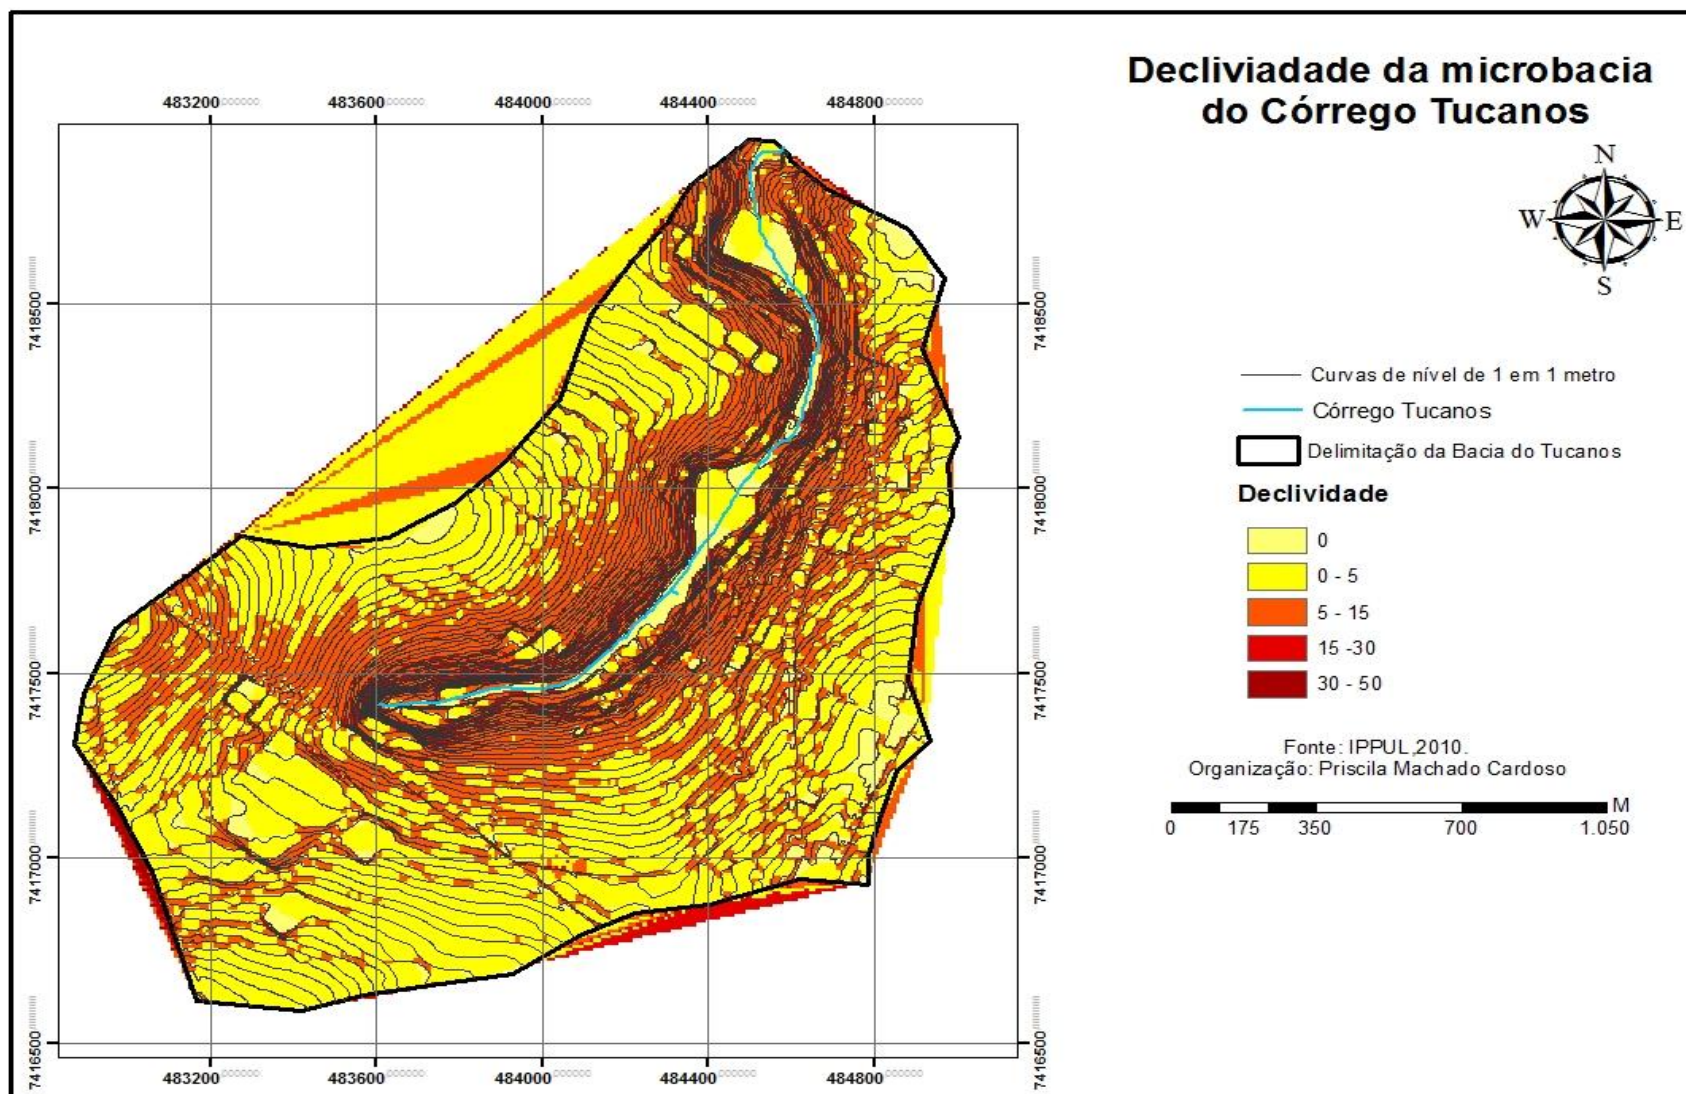 Decliviadade da microbacia
do Córrego Tucanos
N
W E
S
483200 483600 484000 484400 484800
7418500 7418500
7418000 7418000
7417500 7417500
7417000 7417000
7416500 7416500
483200 483600 484000 484400 484800
Curvas de nível de 1 em 1 metro
Córrego Tucanos
Delimitação da Bacia do Tucanos
Declividade
0
0 - 5
5 - 15
15 -30
30 - 50
Fonte: IPPUL,2010.
Organização: Priscila Machado Cardoso
M
0 175 350 700 1.050